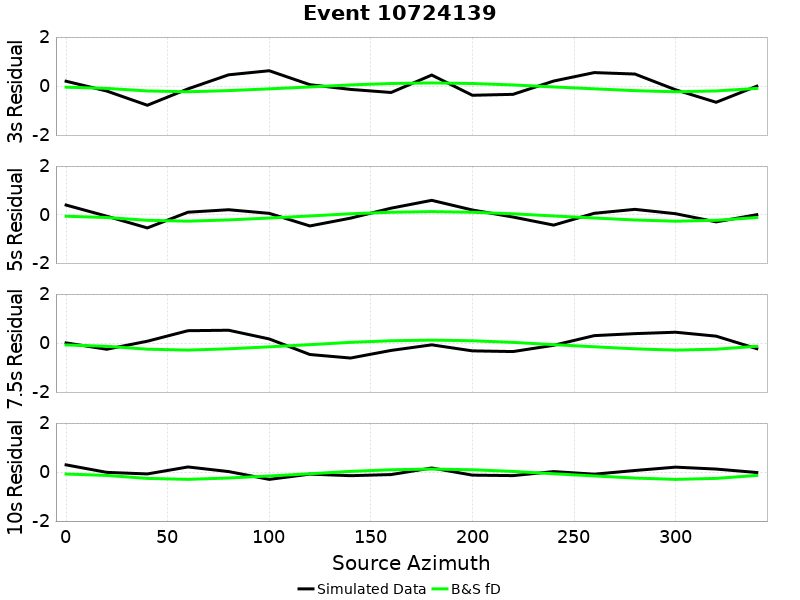 Event 10724139
3s Residual
2
0
-2
5s Residual
2
0
-2
7.5s Residual
2
0
-2
10s Residual
2
0
-2
0 50 100 150 200 250 300
Source Azimuth
Simulated Data B&S fD